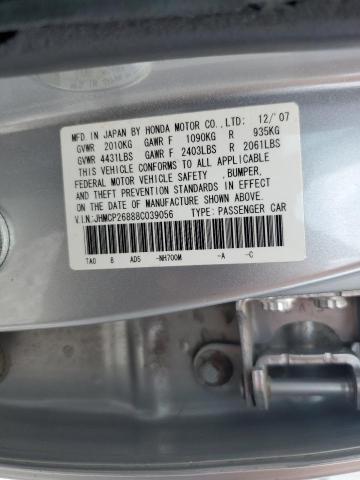 MFD. IN JAPAN BY HONDA MOTOR CO., LTD: 12/'07
GVWR 2010KG GAWR F 1090KG R 935KG
GVWR 4431LBS GAWR F 2403LBS R 2061LBS
THIS VEHICLE CONFORMS TO ALL APPLICABLE
FEDERAL MOTOR VEHICLE SAFETY ,BUMPER,
AND THEFT PREVENTION STANDARDS IN EFFECT
ON THE DATE OF MANUFACTURE SHOWN ABOVE.
V.I.N:JHMCP26888C039056 TYPE:PASSENGER CAR
TA0 8 AD5 -NH700M -A -C